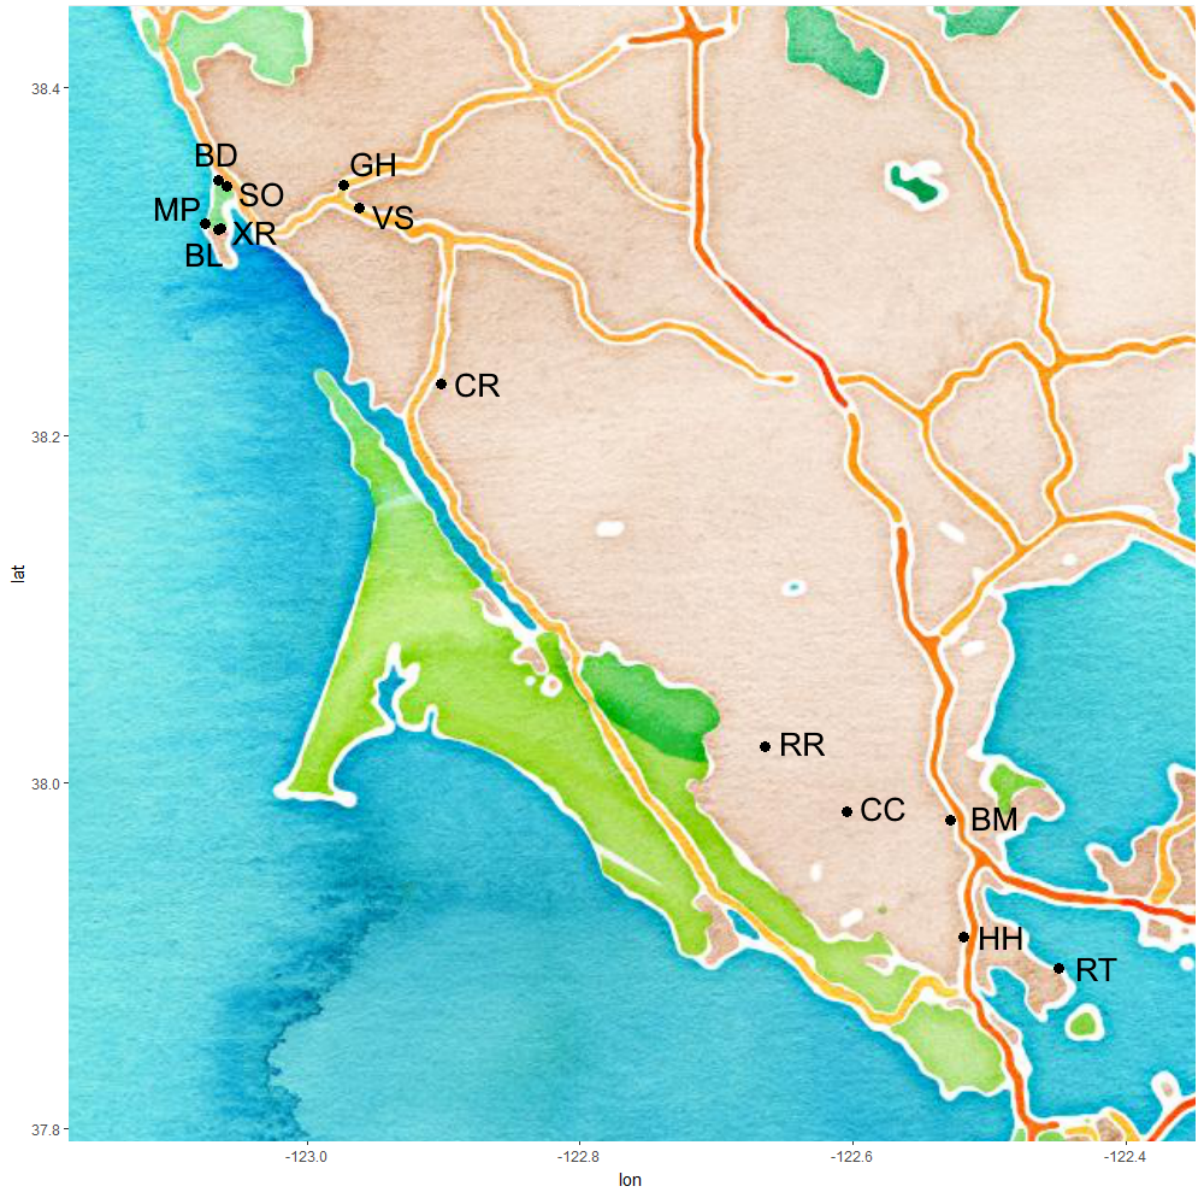 38.4
BD
GH
SO
MP
VS
XR
BL
CR
38.2
lat
RR
38.0
CC
BM
HH
RT
37.8
-123.0
-122.8
-122.6
-122.4
lon